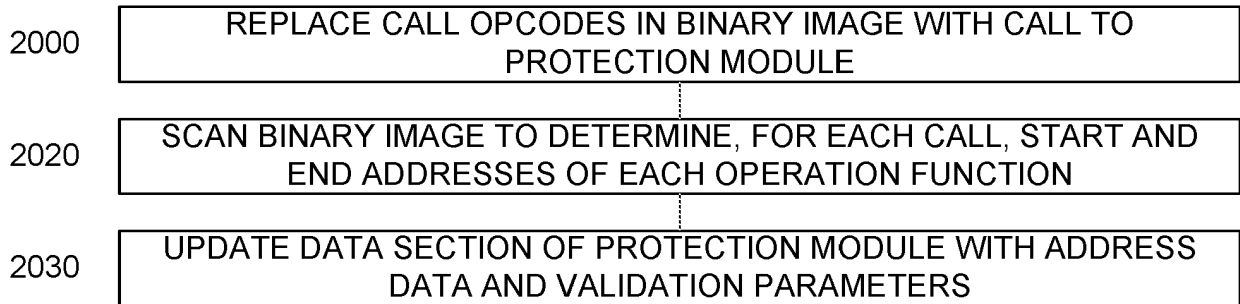 2000
REPLACE CALL OPCODES IN BINARY IMAGE WITH CALL TO
PROTECTION MODULE
2020
SCAN BINARY IMAGE TO DETERMINE, FOR EACH CALL, START AND
END ADDRESSES OF EACH OPERATION FUNCTION
2030
UPDATE DATA SECTION OF PROTECTION MODULE WITH ADDRESS
DATA AND VALIDATION PARAMETERS